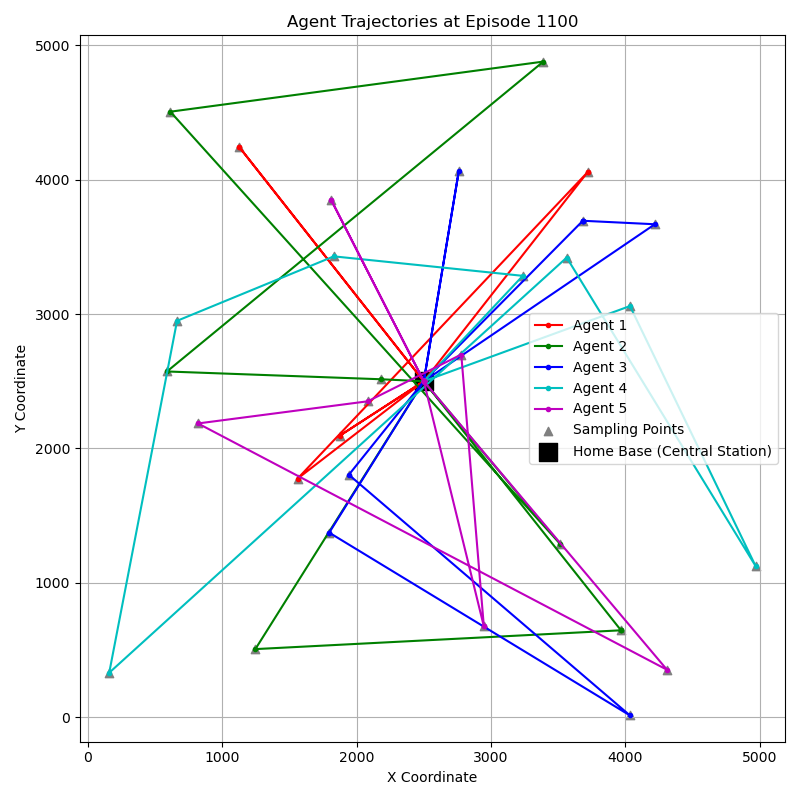 Agent Trajectories at Episode 1100
5000
4000
3000
2000
1000
0
Y Coordinate
Agent 1
Agent 2
Agent 3
Agent 4
Agent 5
Sampling Points
Home Base (Central Station)
0 1000 2000 3000 4000 5000
X Coordinate